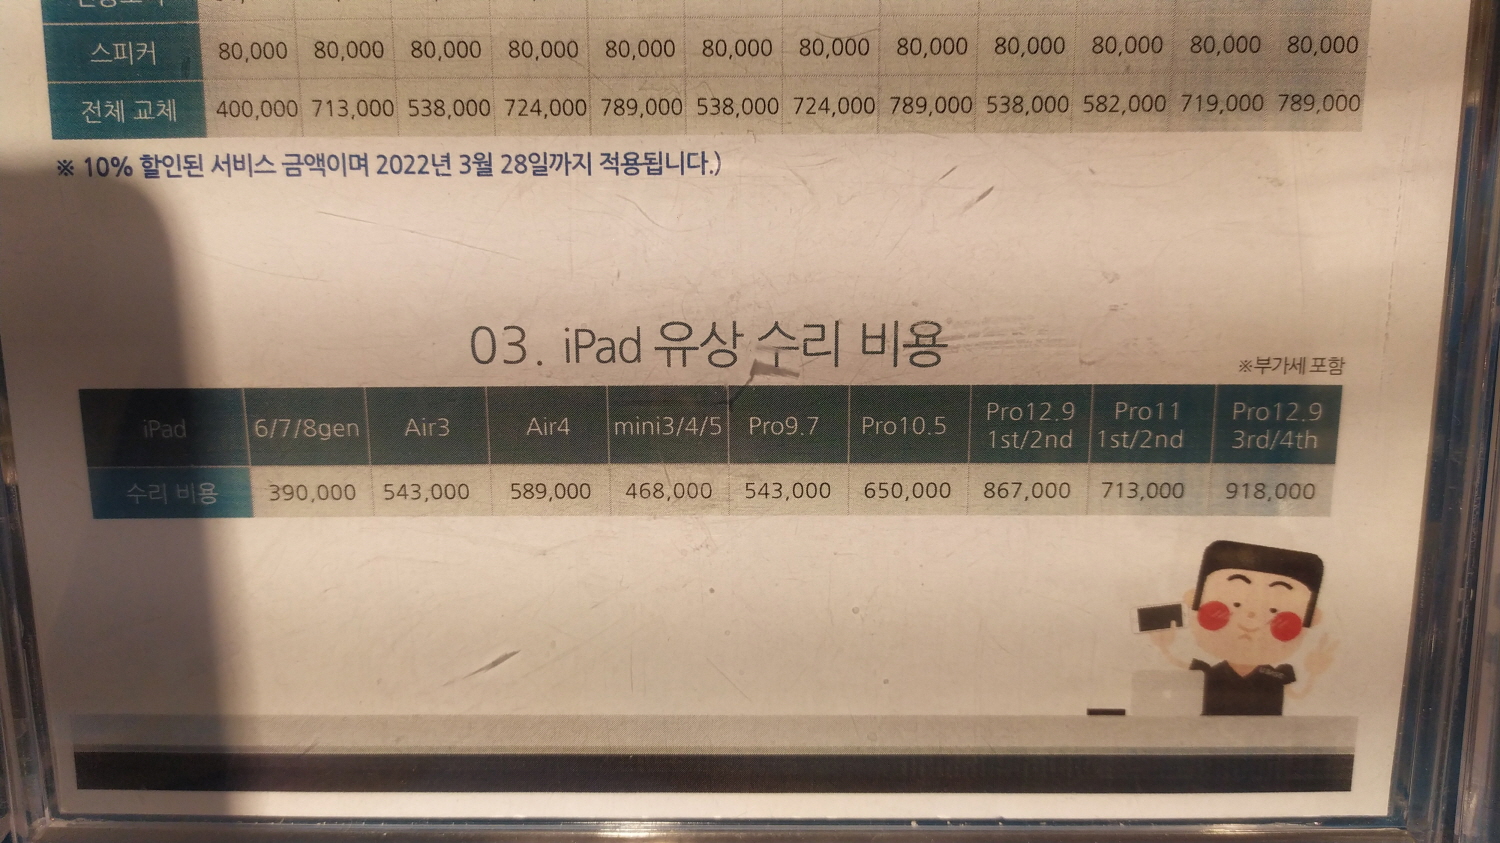 스피커 80,000 80,000 80,000 80,000 80,000 80,000 80,000 80,000 80,000 80,000 80,000 80,000
전체 교체 400,000 713,000 538,000 724,000 789,000 538,000 724,000 789,000 538,000 582,000 719,000 789,000
※ 10% 할인된 서비스 금액이며 2022년 3월 28일까지 적용됩니다.)
03. iPad 유상 수리 비용
※부가세 포함
iPad 6/7/8gen Air3 Air4 mini3/4/5 Pro9.7 Pro10.5 Pro12.9 1st/2nd Pro11 1st/2nd Pro12.9 3rd/4th
수리 비용 390,000 543,000 589,000 468,000 543,000 650,000 867,000 713,000 918,000